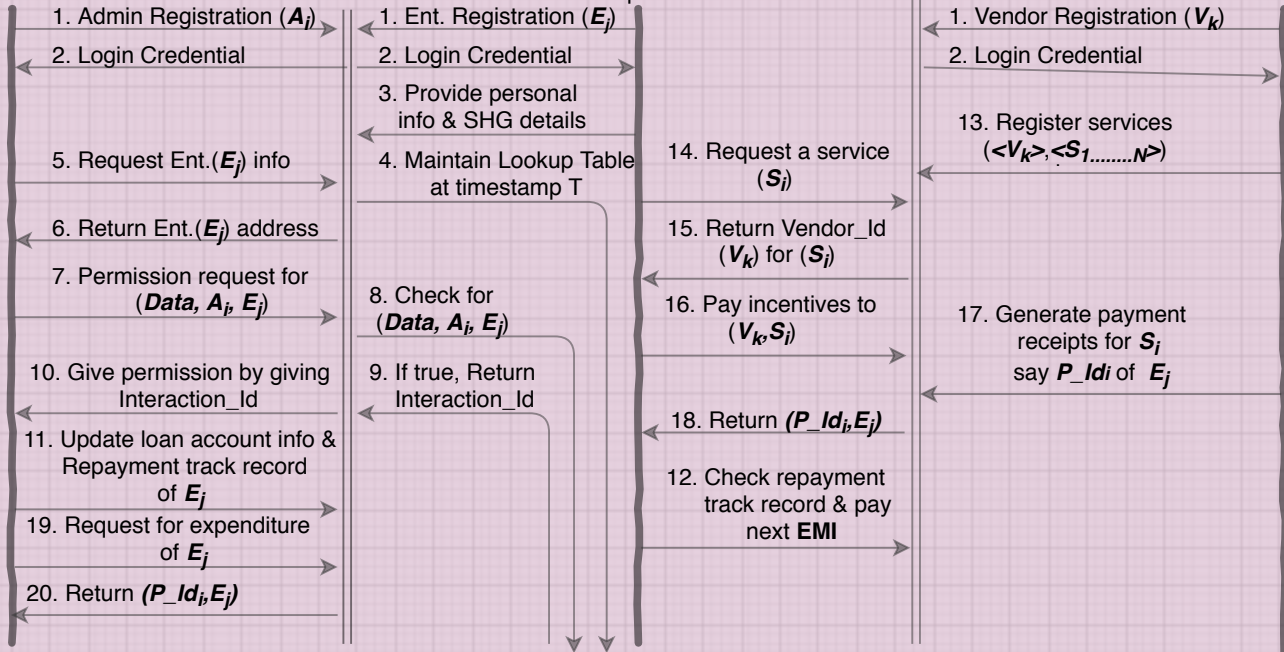 1. Admin Registration (Ai)
2. Login Credential
5. Request Ent.(Ej) info
6. Return Ent.(Ej) address
7. Permission request for
(Data, Ai, Ej)
10. Give permission by giving
Interaction_Id
11. Update loan account info &
Repayment track record
of Ej
19. Request for expenditure
of Ej
20. Return (P_Idi,Ej)
1. Ent. Registration (Ej)
2. Login Credential
3. Provide personal
info & SHG details
4. Maintain Lookup Table
at timestamp T
8. Check for
(Data, Ai, Ej)
9. If true, Return
Interaction_Id
14. Request a service
(Si)
15. Return Vendor_Id
(Vk) for (Si)
16. Pay incentives to
(Vk,Si)
18. Return (P_Idi,Ej)
12. Check repayment
track record & pay
next EMI
1. Vendor Registration (Vk)
2. Login Credential
13. Register services
(<Vk>,<S1........N>)
17. Generate payment
receipts for Si
say P_Idi of Ej